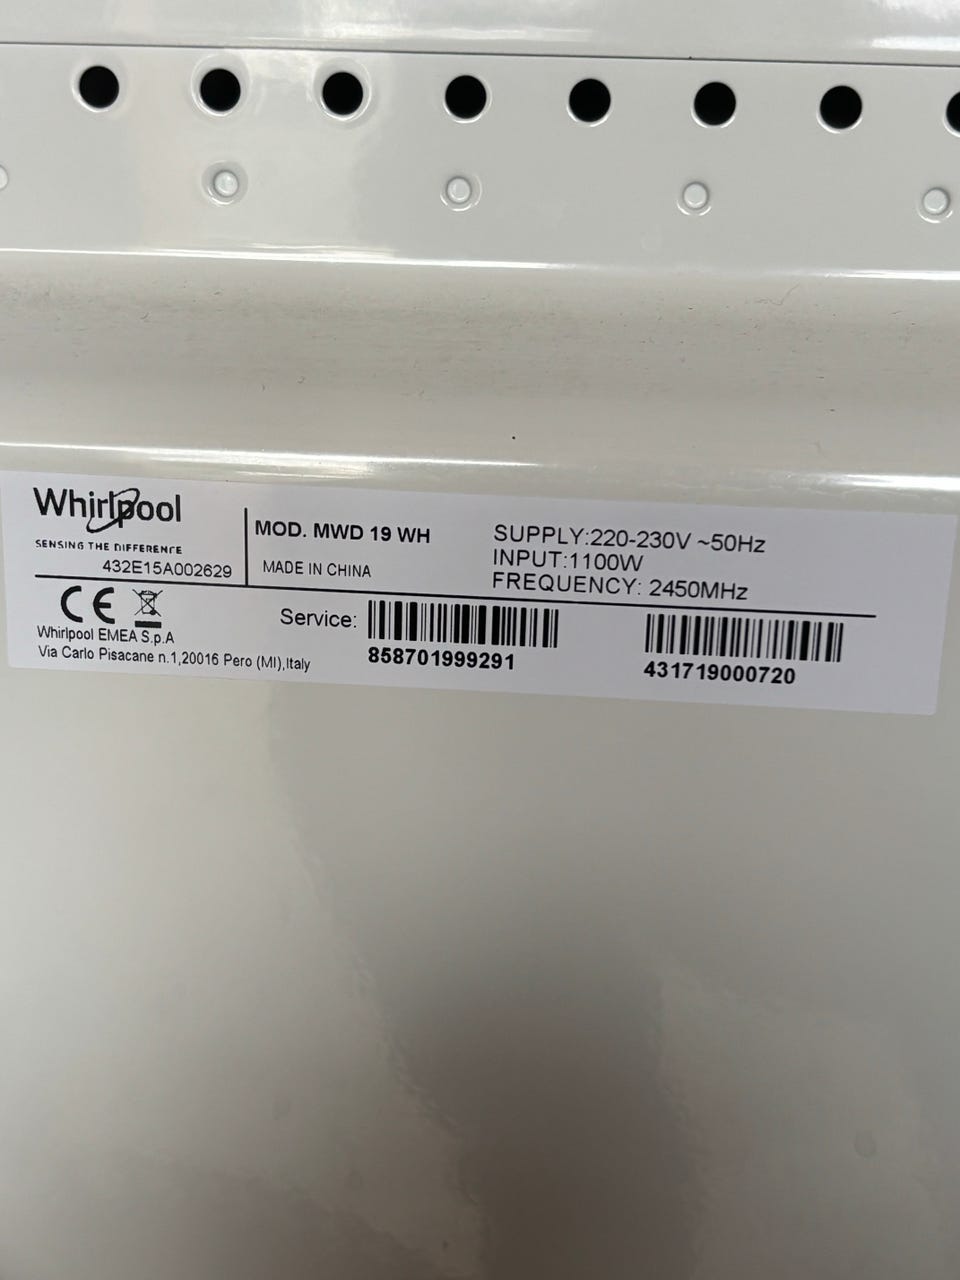 Whirlpool
SENSING THE DIFFERENCE
432E15A002629
MOD. MWD 19 WH
MADE IN CHINA
SUPPLY:220-230V ~50Hz
INPUT:1100W
FREQUENCY: 2450MHz
CE
Whirlpool EMEA S.p.A
Via Carlo Pisacane n.1,20016 Pero (MI),Italy
Service:
858701999291
431719000720